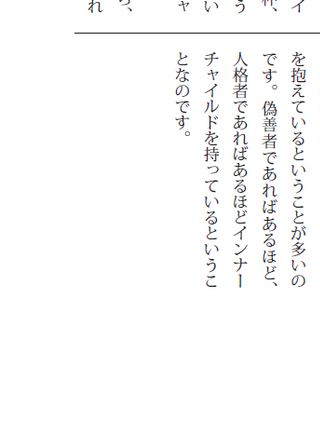 イ
枠、
う
い
ャ
ら、
れ
を抱えているということが多いの
です。偽善者であればあるほど、
人格者であればあるほどインナー
チャイルドを持っているというこ
となのです。